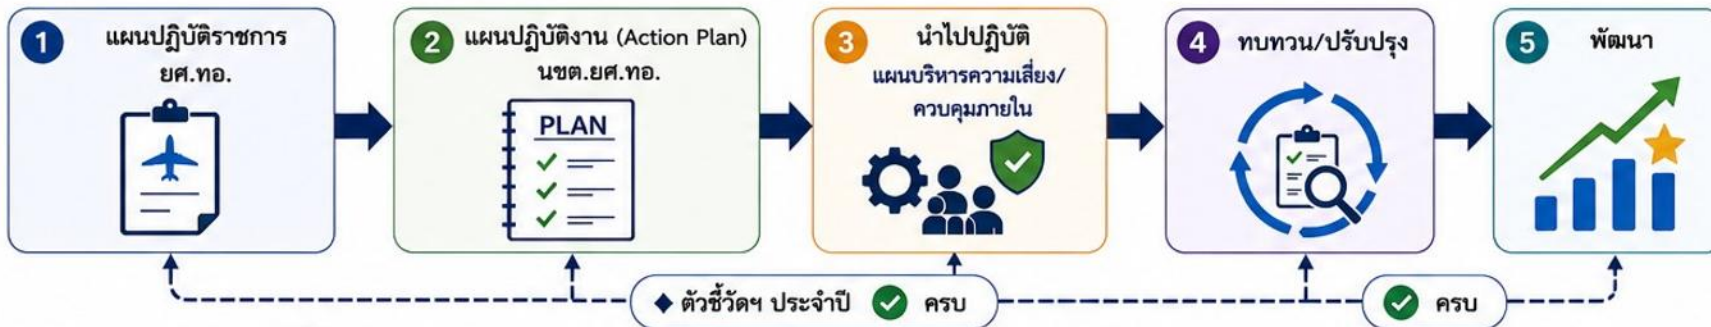 1
แผนปฏิบัติราชการ
ยศ.ทอ.
2
แผนปฏิบัติงาน (Action Plan)
นขต.ยศ.ทอ.
PLAN
3
นำไปปฏิบัติ
แผนบริหารความเสี่ยง/
ควบคุมภายใน
4
ทบทวน/ปรับปรุง
5
พัฒนา
ตัวชี้วัดฯ ประจำปี ครบ
ครบ